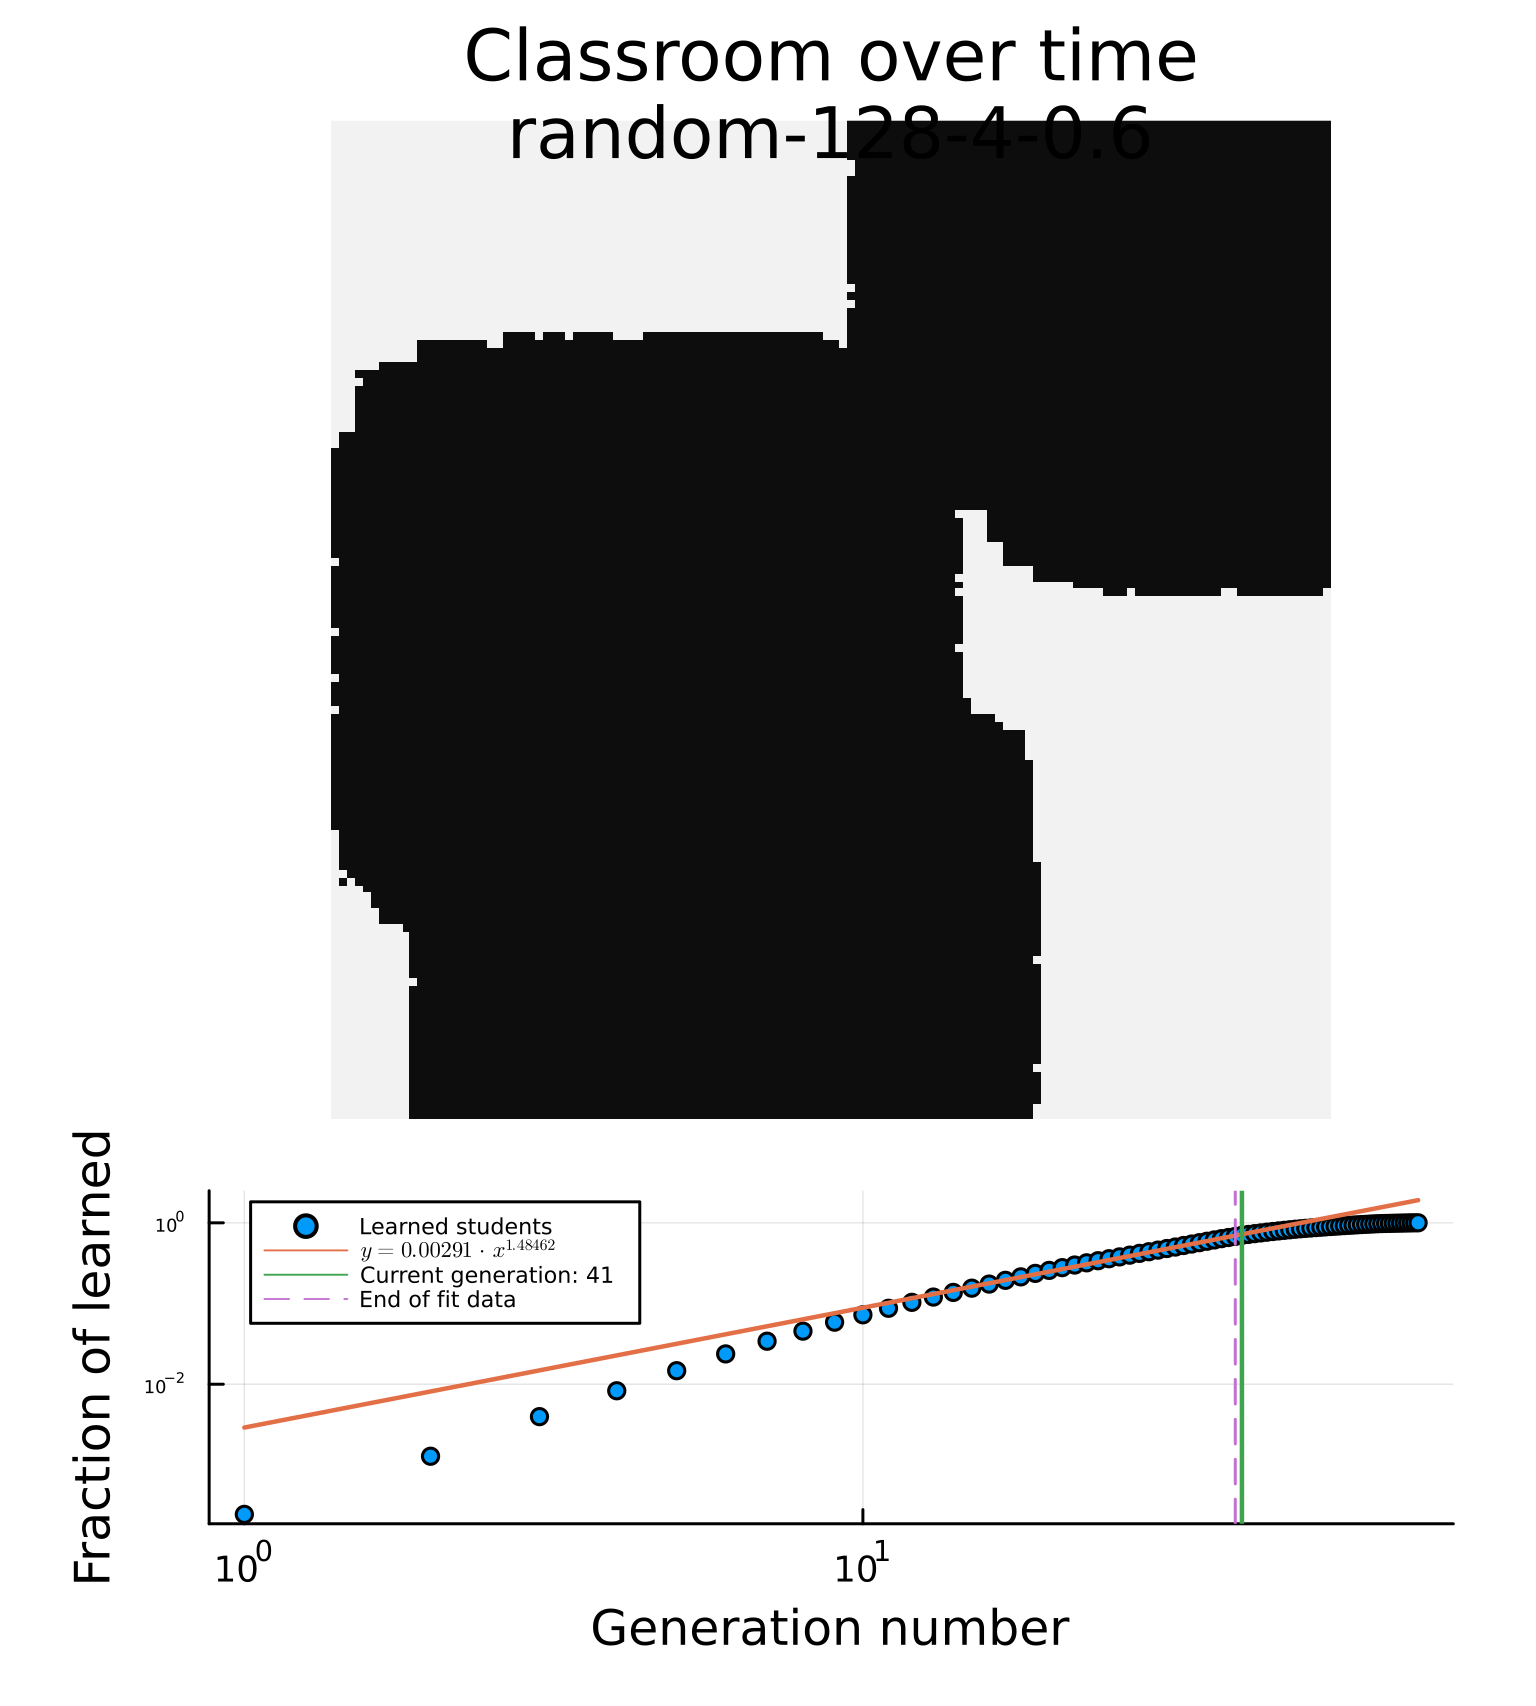 Classroom over time
random-128-4-0.6
Fraction of learned
10⁰
10⁻²
Learned students
y = 0.00291 · x^1.48462
Current generation: 41
End of fit data
10⁰
10¹
Generation number